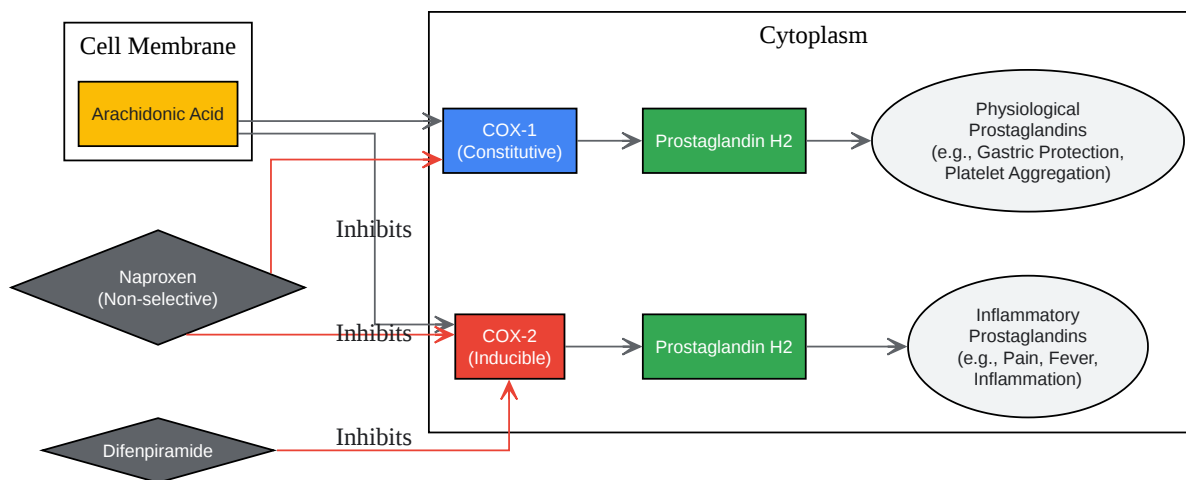 Cell Membrane
Arachidonic Acid
Cytoplasm
COX-1
(Constitutive)
Prostaglandin H2
Physiological
Prostaglandins
(e.g., Gastric Protection,
Platelet Aggregation)
Inhibits
Naproxen
(Non-selective)
Inhibits
COX-2
(Inducible)
Prostaglandin H2
Inflammatory
Prostaglandins
(e.g., Pain, Fever,
Inflammation)
Difenpiramide
Inhibits